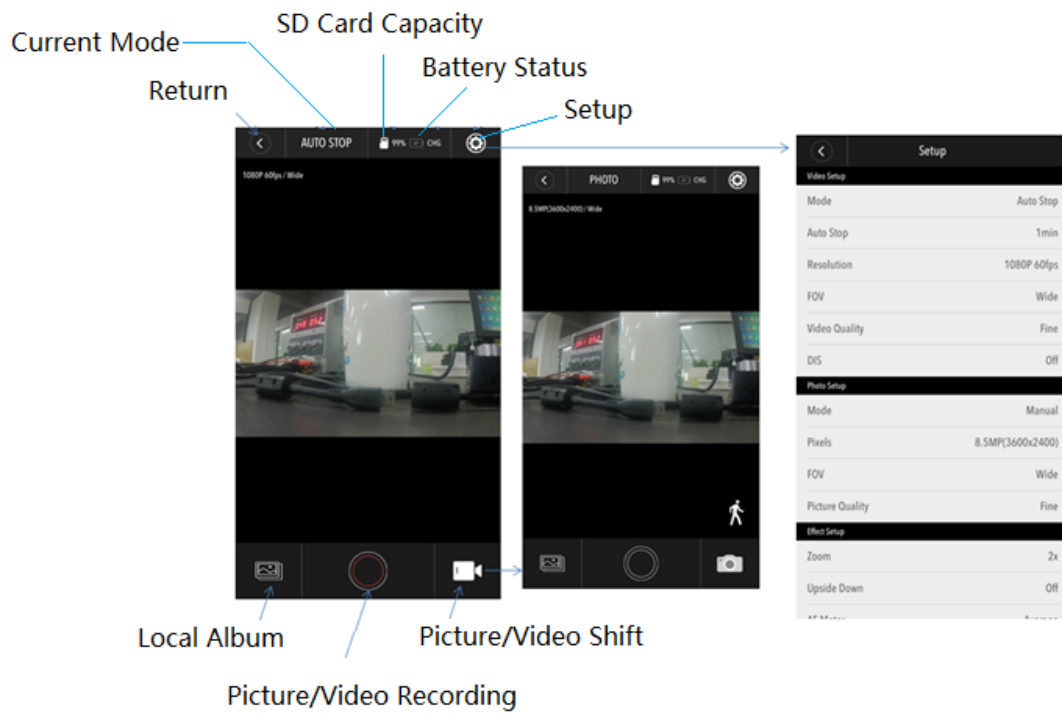 SD Card Capacity
Current Mode
Battery Status
Return
Setup
AUTO STOP 99% CHG
1080P 60fps / Wide
PHOTO 99% CHG
8.5MP(3600x2400) / Wide
Setup
Video Setup
Mode Auto Stop
Auto Stop 1min
Resolution 1080P 60fps
FOV Wide
Video Quality Fine
DIS Off
Photo Setup
Mode Manual
Pixels 8.5MP(3600x2400)
FOV Wide
Picture Quality Fine
Effect Setup
Zoom 2x
Upside Down Off
Local Album
Picture/Video Shift
Picture/Video Recording